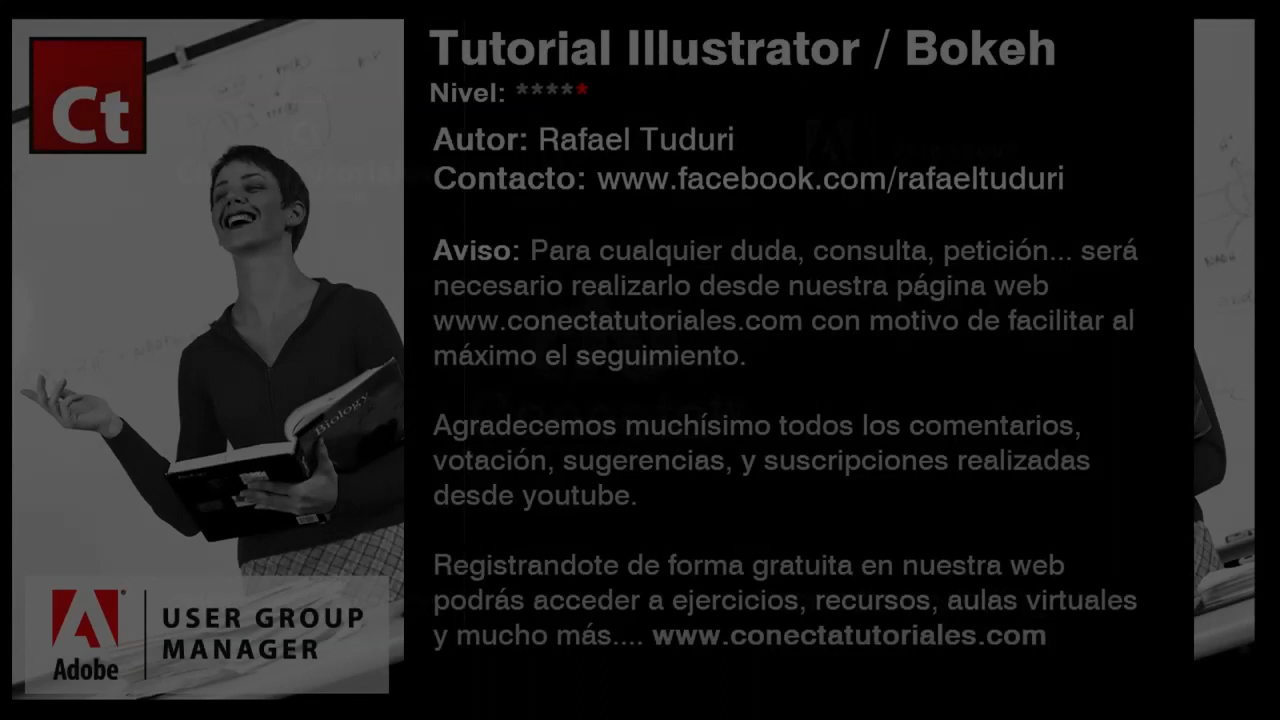 Ct
Tutorial Illustrator / Bokeh
Nivel: *****
Autor: Rafael Tuduri
Contacto: www.facebook.com/rafaeltuduri
Aviso: Para cualquier duda, consulta, petición... será
necesario realizarlo desde nuestra página web
www.conectatutoriales.com con motivo de facilitar al
máximo el seguimiento.
Agradecemos muchísimo todos los comentarios,
votación, sugerencias, y suscripciones realizadas
desde youtube.
Registrandote de forma gratuita en nuestra web
podrás acceder a ejercicios, recursos, aulas virtuales
y mucho más.... www.conectatutoriales.com
Biology
Adobe
USER GROUP
MANAGER